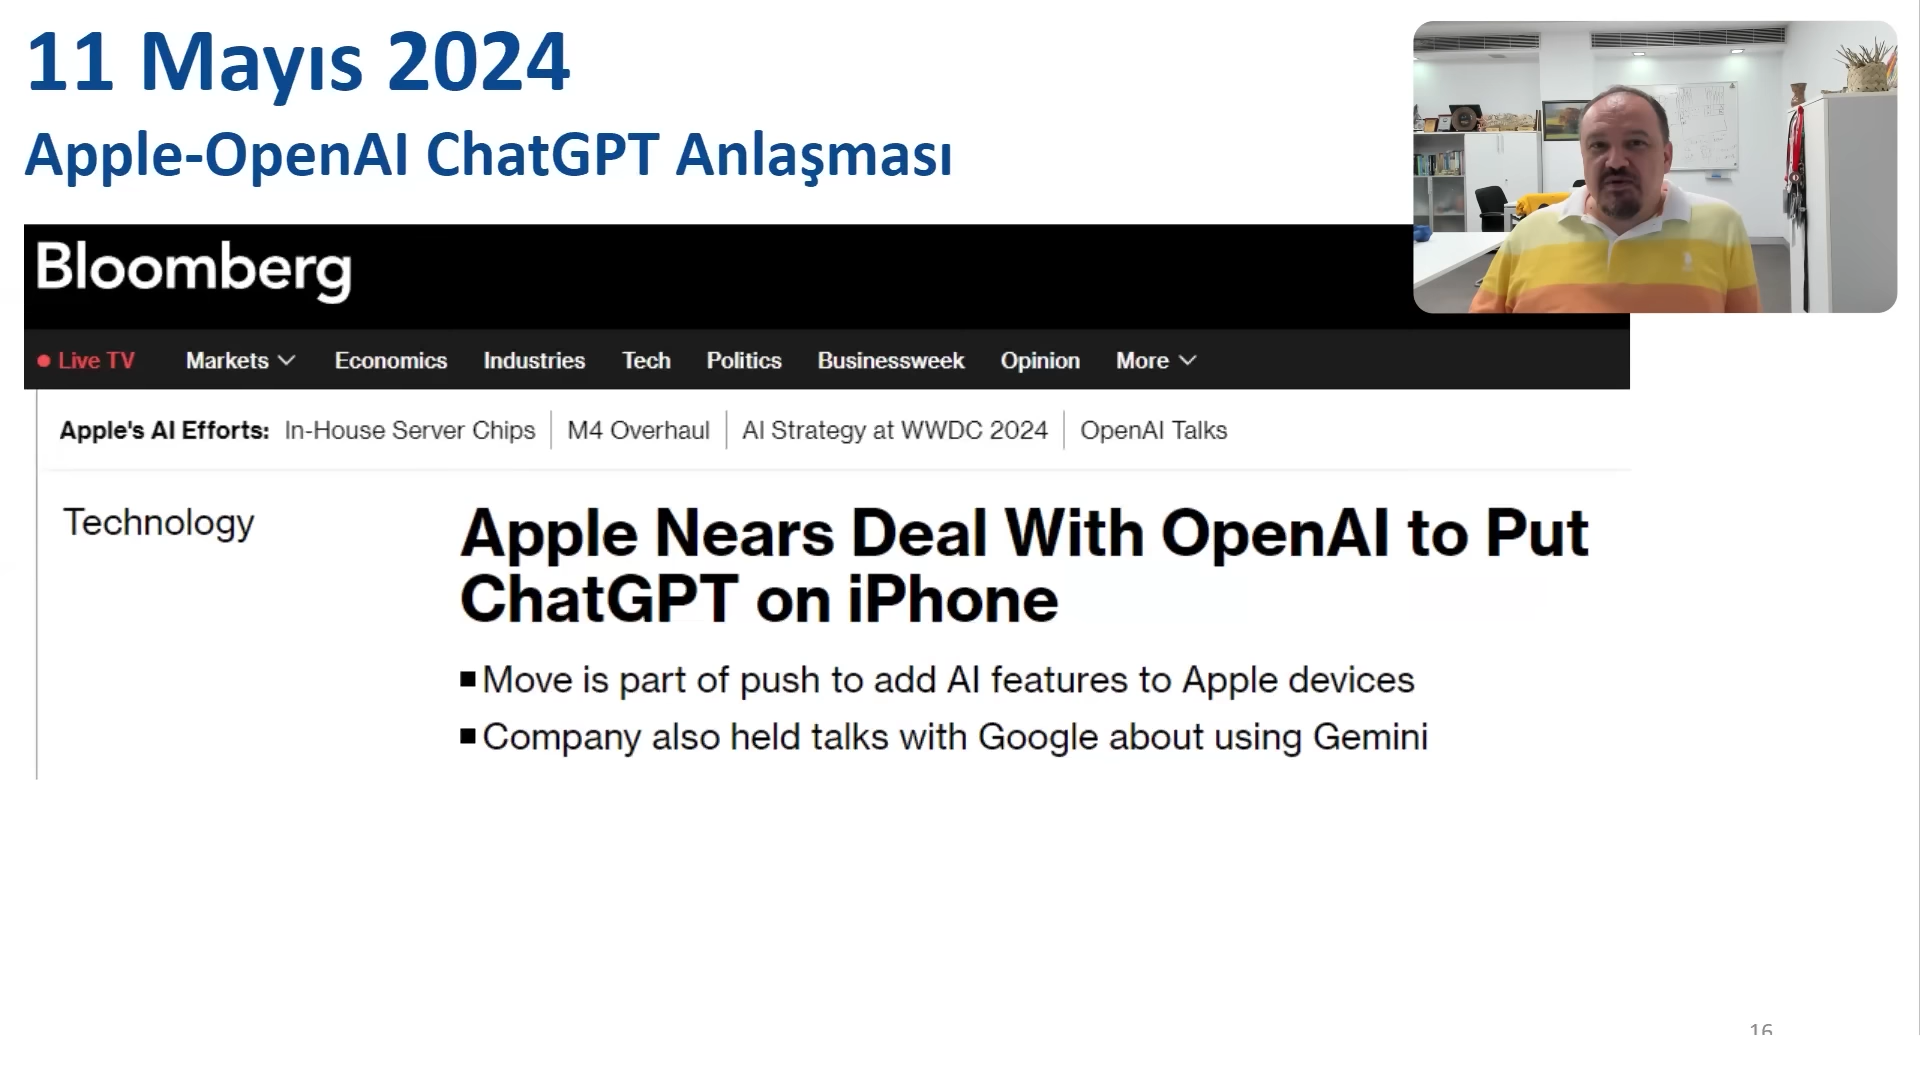 11 Mayıs 2024
Apple-OpenAI ChatGPT Anlaşması
Bloomberg
Live TV Markets Economics Industries Tech Politics Businessweek Opinion More
Apple's AI Efforts: In-House Server Chips M4 Overhaul AI Strategy at WWDC 2024 OpenAI Talks
Technology
Apple Nears Deal With OpenAI to Put
ChatGPT on iPhone
Move is part of push to add AI features to Apple devices
Company also held talks with Google about using Gemini
16